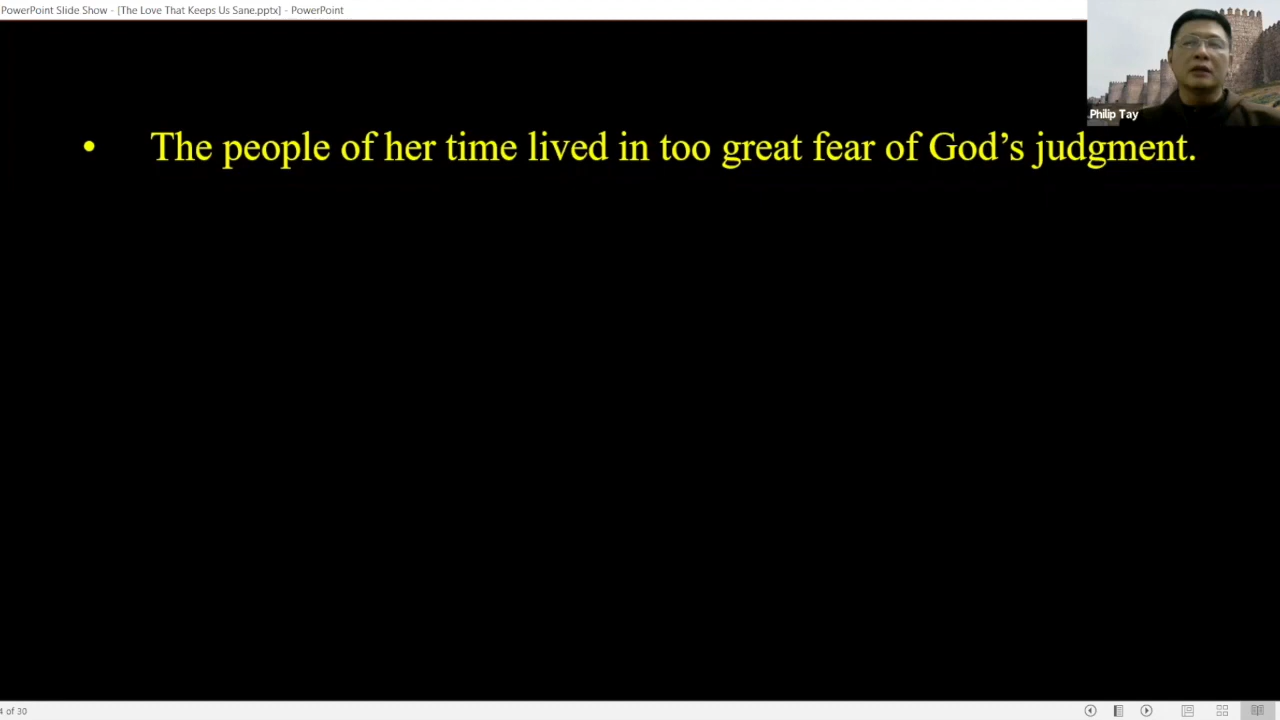 PowerPoint Slide Show - [The Love That Keeps Us Sane.pptx] - PowerPoint
Philip Tay
• The people of her time lived in too great fear of God’s judgment.
4 of 30